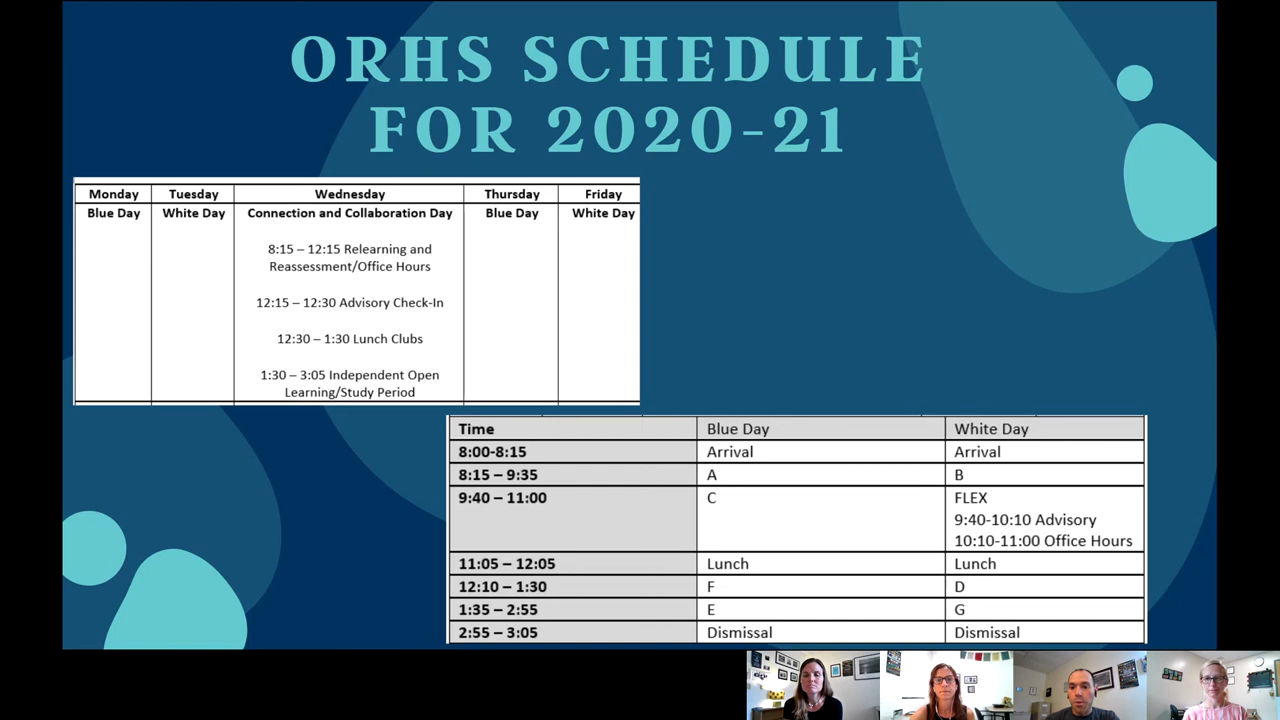 ORHS SCHEDULE
FOR 2020-21
Monday Tuesday Wednesday Thursday Friday
Blue Day White Day Connection and Collaboration Day Blue Day White Day
8:15 – 12:15 Relearning and
Reassessment/Office Hours
12:15 – 12:30 Advisory Check-In
12:30 – 1:30 Lunch Clubs
1:30 – 3:05 Independent Open
Learning/Study Period
Time Blue Day White Day
8:00-8:15 Arrival Arrival
8:15 – 9:35 A B
9:40 – 11:00 C FLEX
9:40-10:10 Advisory
10:10-11:00 Office Hours
11:05 – 12:05 Lunch Lunch
12:10 – 1:30 F D
1:35 – 2:55 E G
2:55 – 3:05 Dismissal Dismissal